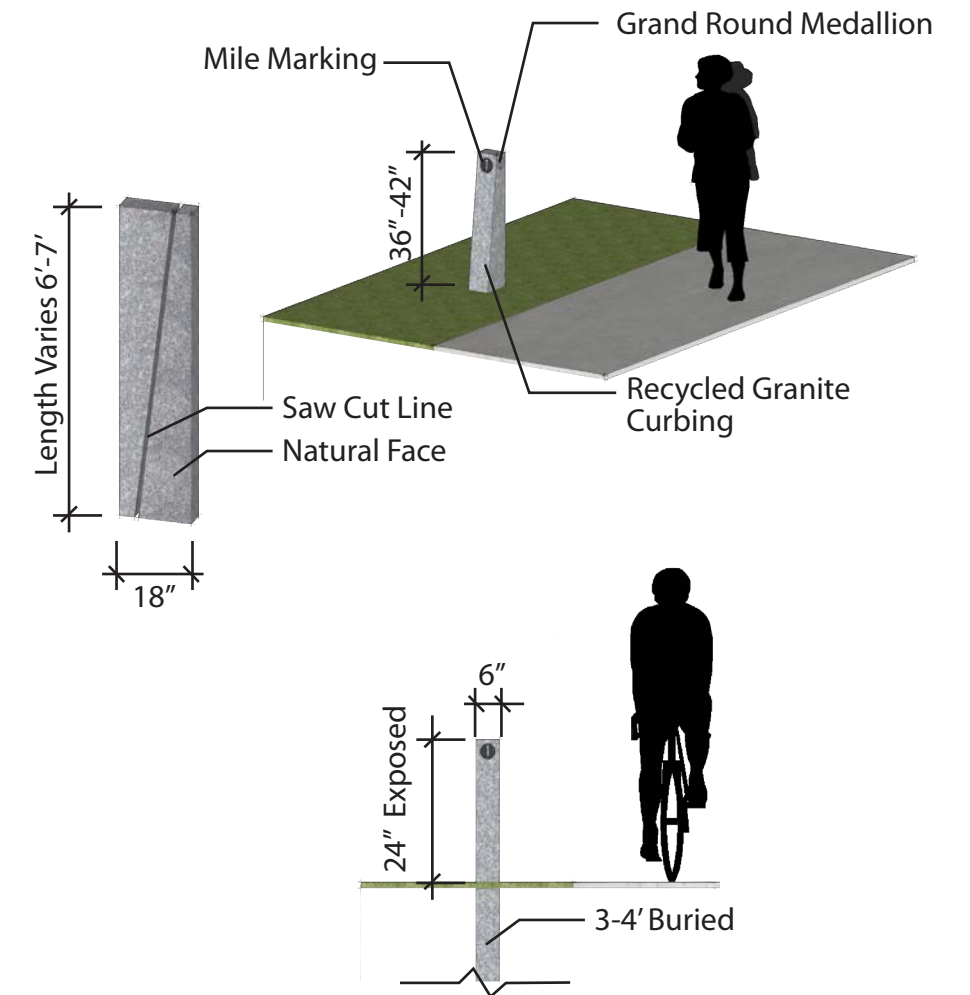 Grand Round Medallion
Mile Marking
36”-42”
Length Varies 6’-7’
Recycled Granite
Curbing
Saw Cut Line
Natural Face
18”
6”
24” Exposed
3-4’ Buried